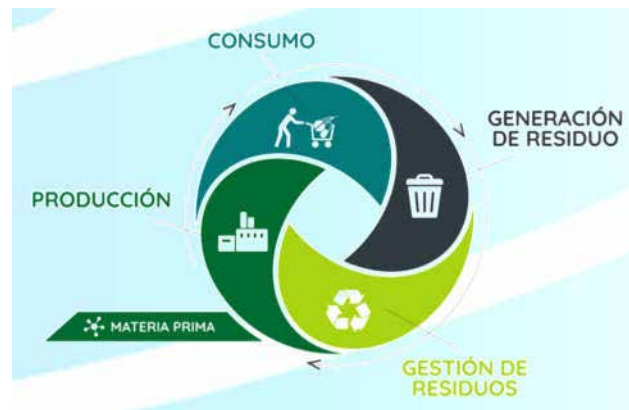 CONSUMO
GENERACIÓN
DE RESIDUO
PRODUCCIÓN
MATERIA PRIMA
GESTIÓN DE
RESIDUOS